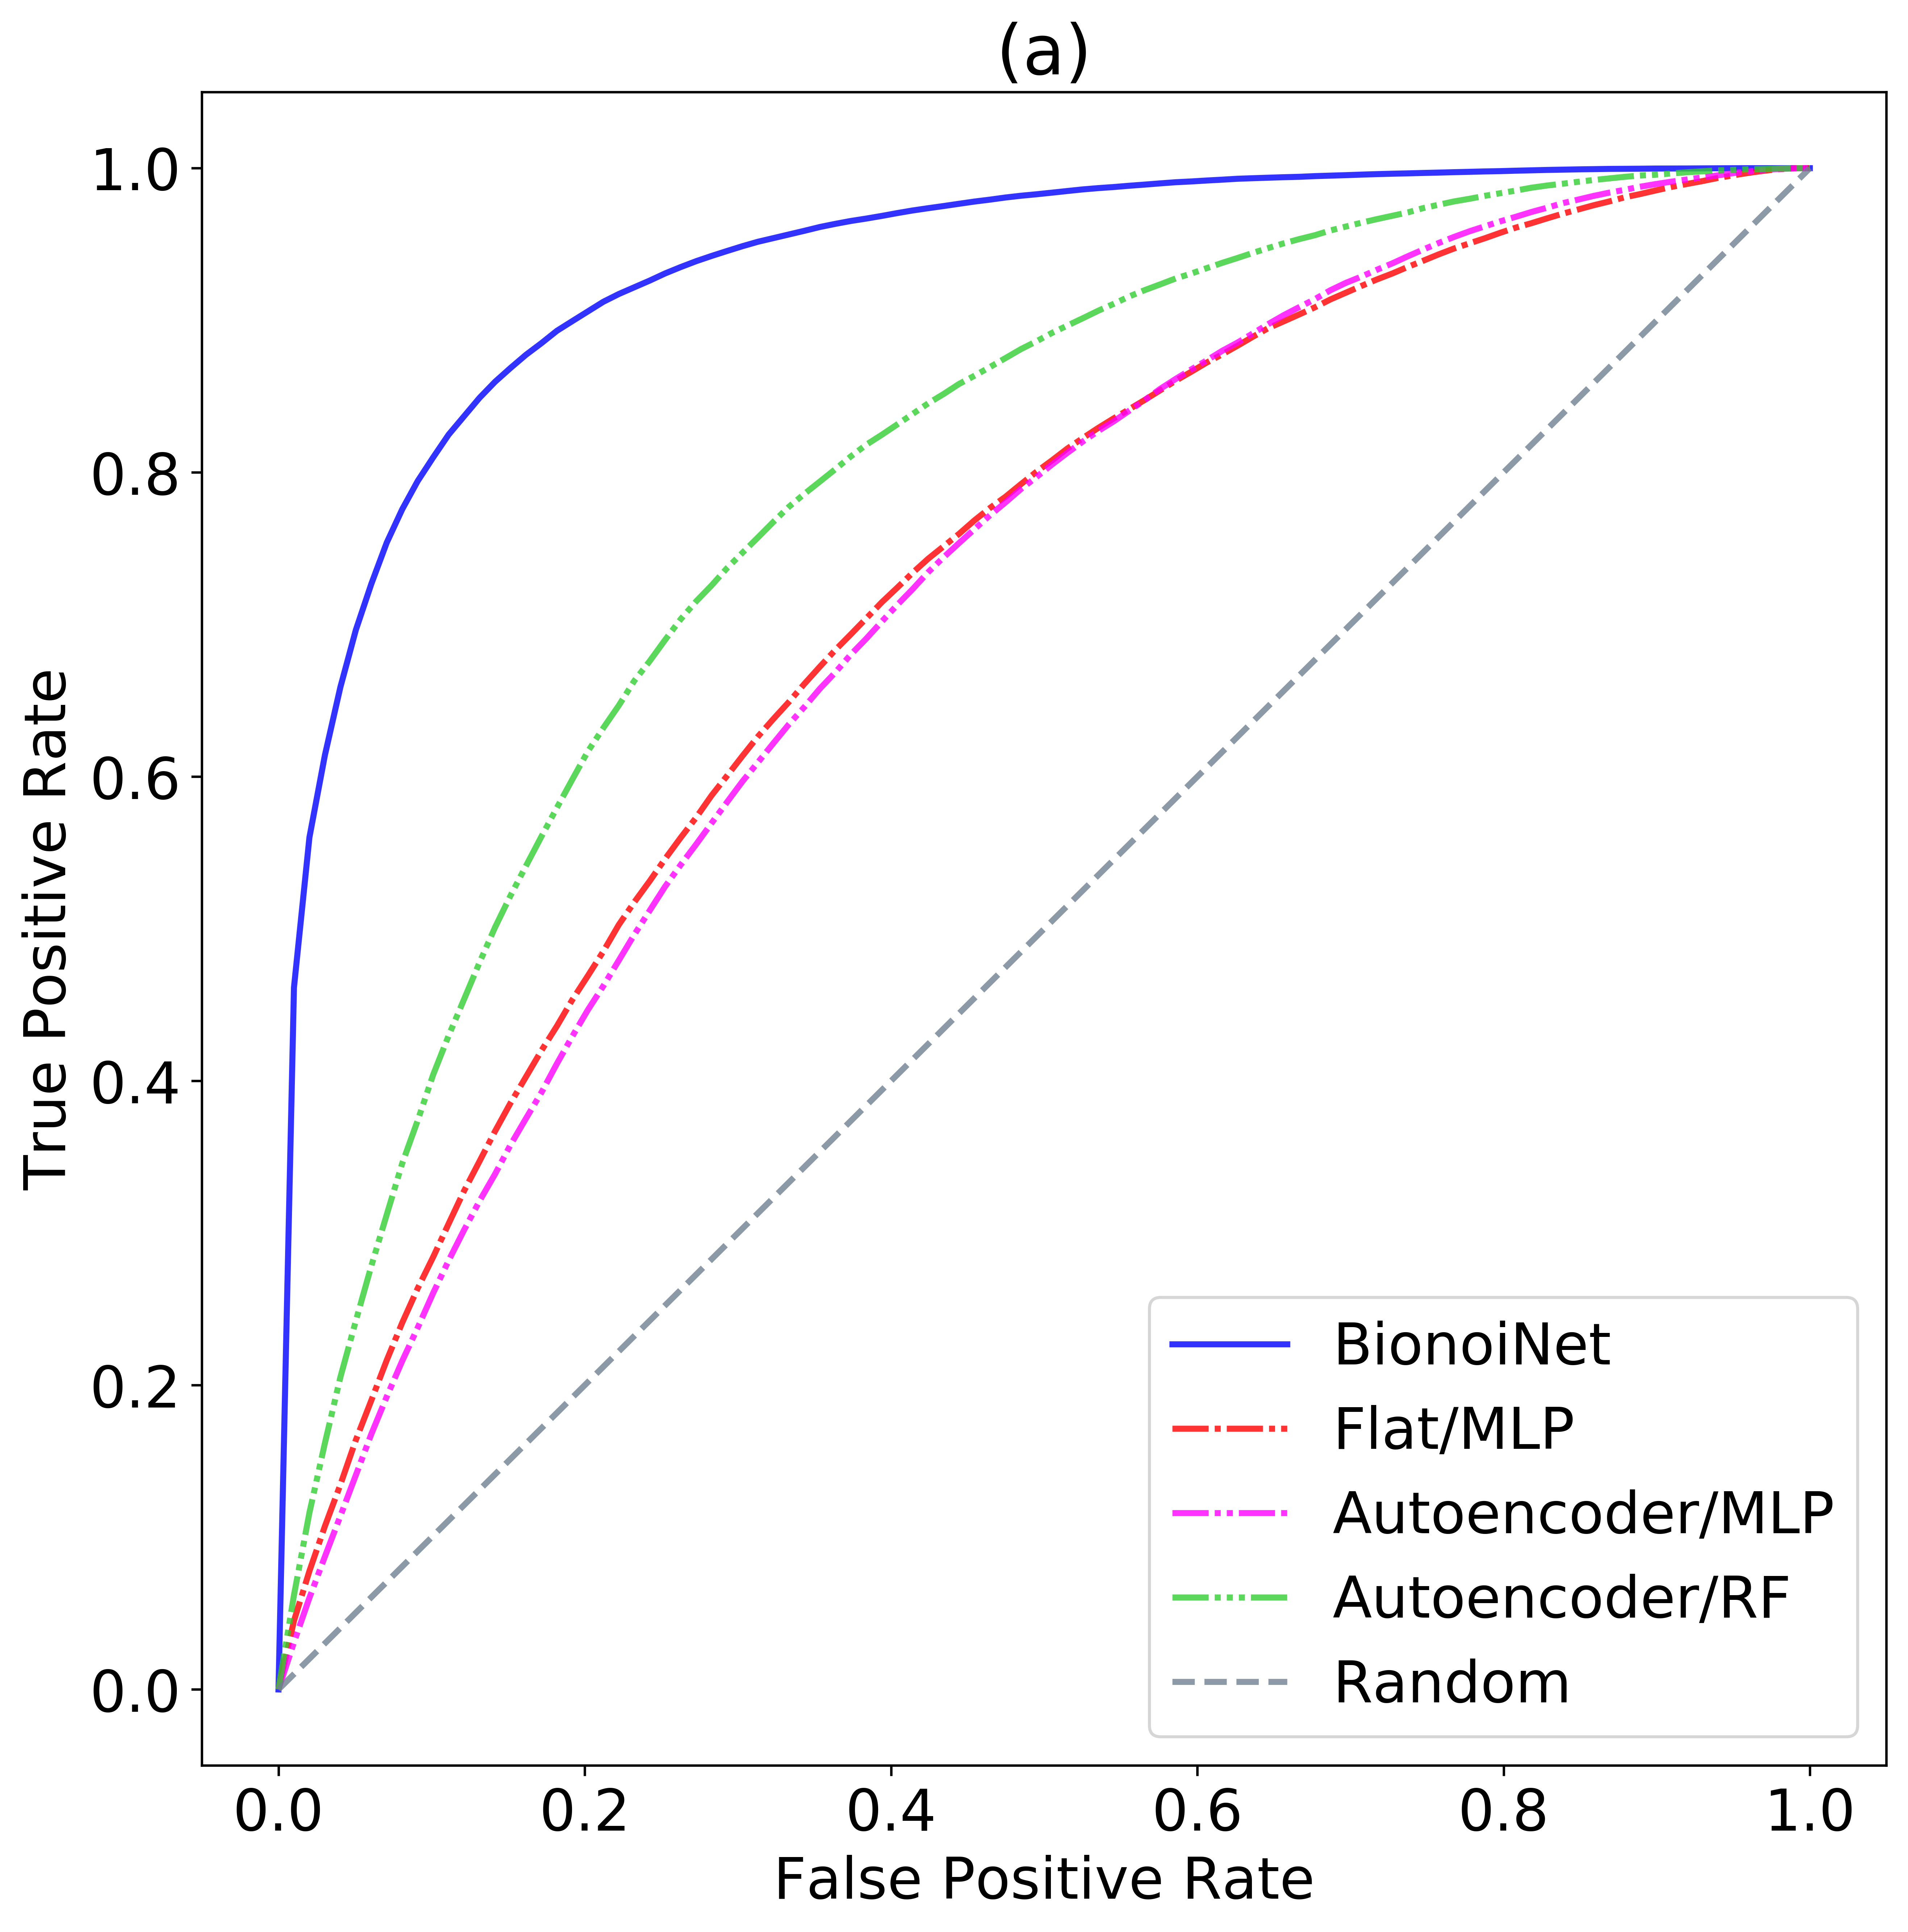 (a)
True Positive Rate
1.0
0.8
0.6
0.4
0.2
0.0
BionoiNet
Flat/MLP
Autoencoder/MLP
Autoencoder/RF
Random
0.0 0.2 0.4 0.6 0.8 1.0
False Positive Rate